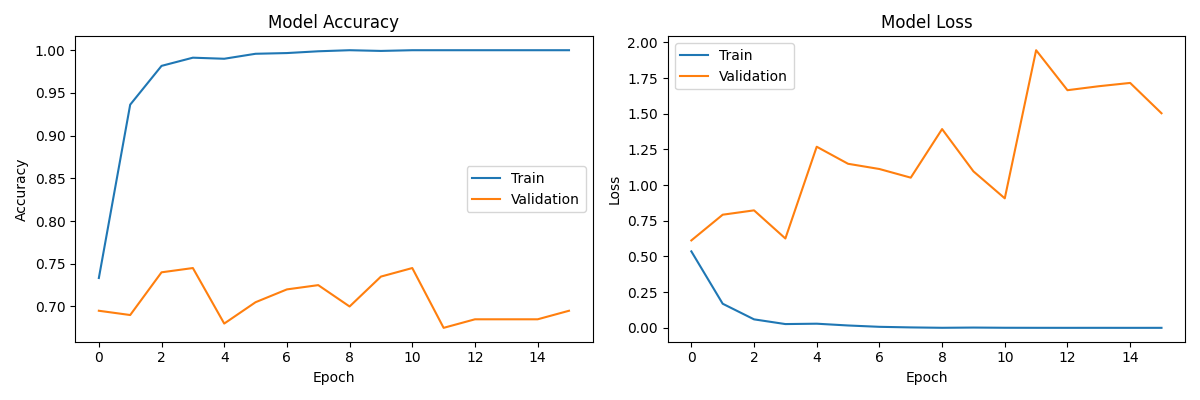 Model Accuracy
1.00
0.95
0.90
0.85
0.80
0.75
0.70
Accuracy
Train
Validation
0 2 4 6 8 10 12 14
Epoch
Model Loss
2.00
1.75
1.50
1.25
1.00
0.75
0.50
0.25
0.00
Loss
Train
Validation
0 2 4 6 8 10 12 14
Epoch